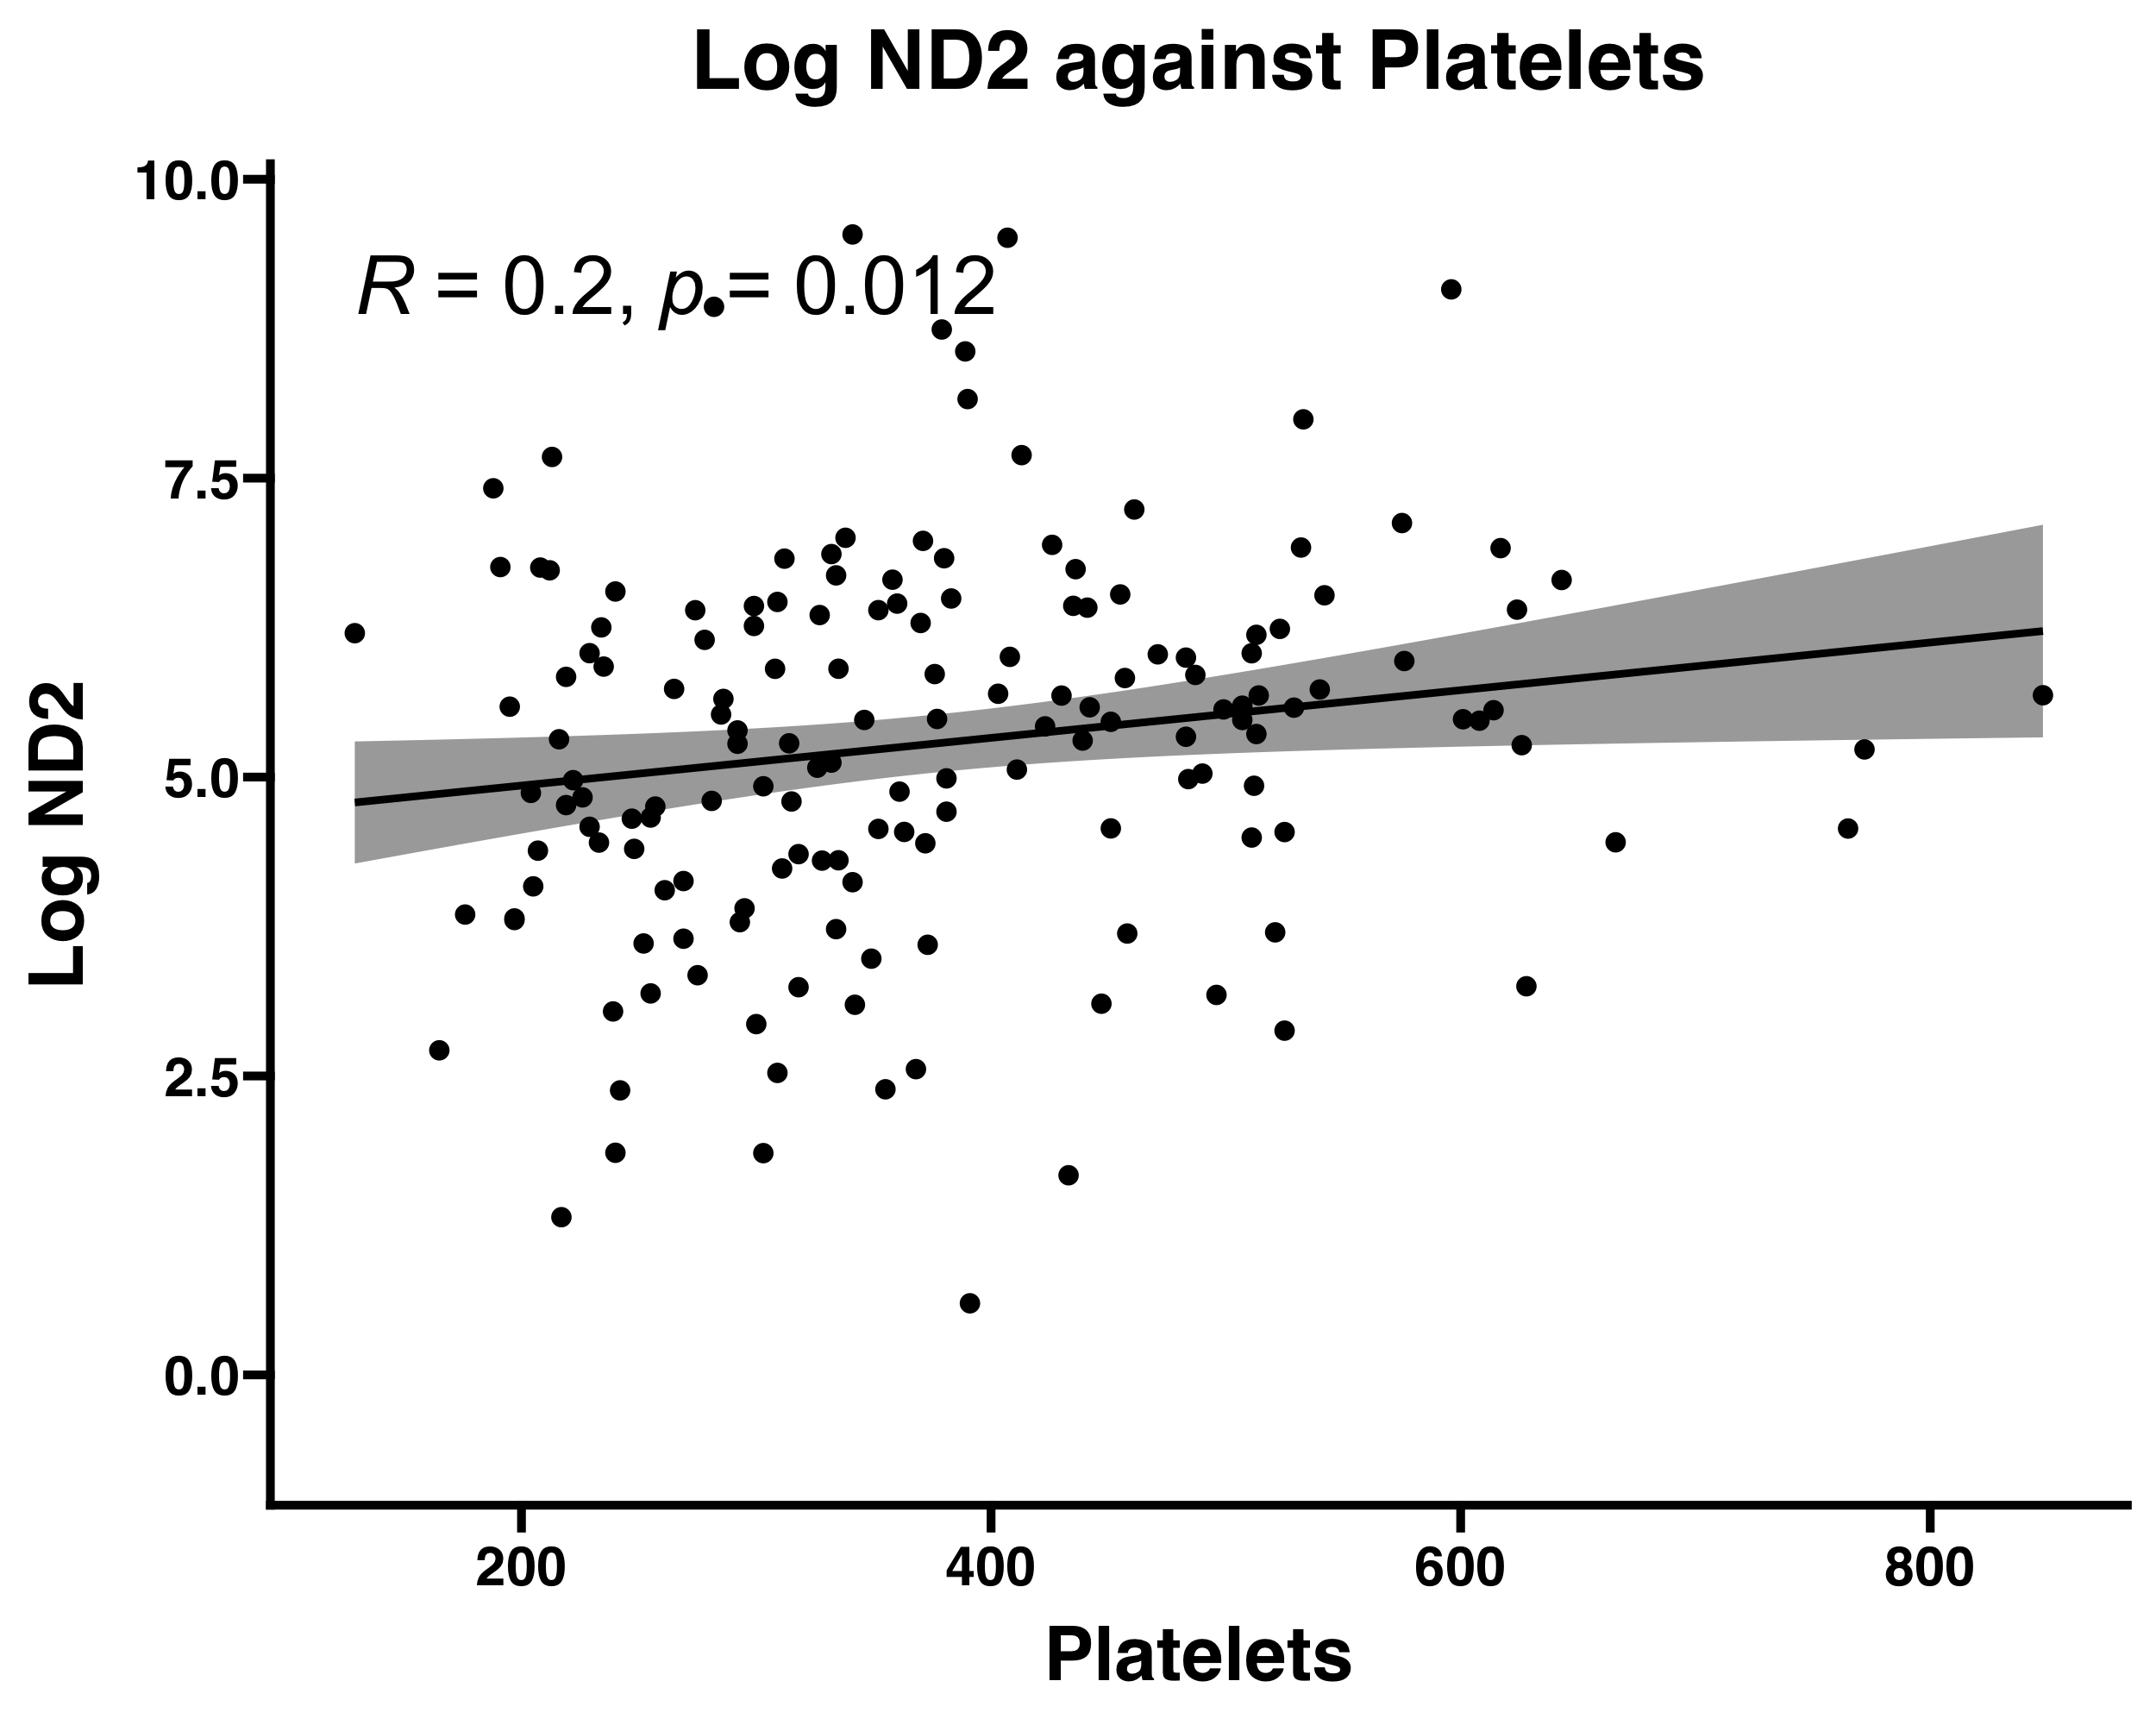 Log ND2 against Platelets
10.0
R = 0.2, p = 0.012
7.5
5.0
2.5
0.0
Log ND2
200 400 600 800
Platelets